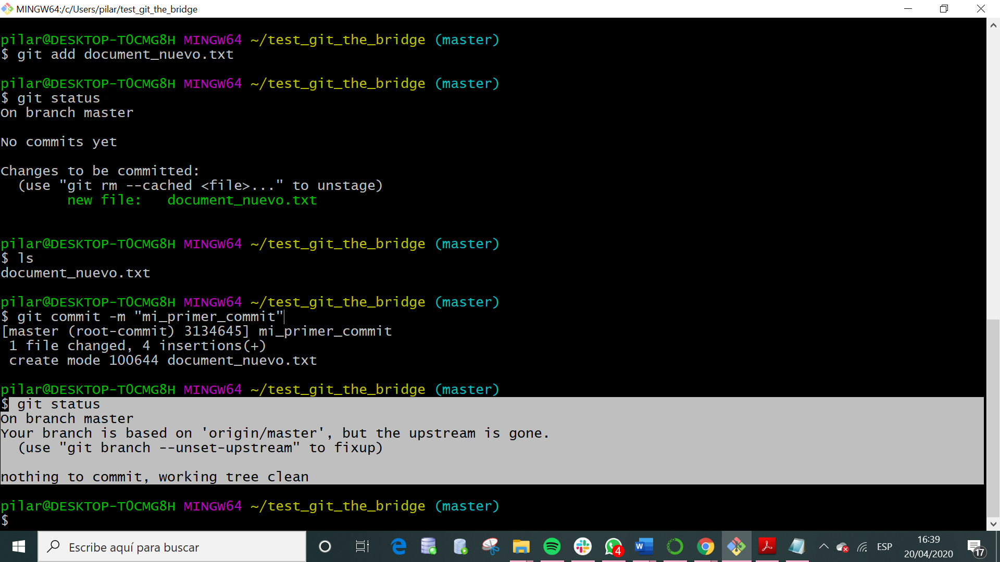 MINGW64:/c/Users/pilar/test_git_the_bridge
pilar@DESKTOP-T0CMG8H MINGW64 ~/test_git_the_bridge (master)
$ git add document_nuevo.txt
pilar@DESKTOP-T0CMG8H MINGW64 ~/test_git_the_bridge (master)
$ git status
On branch master
No commits yet
Changes to be committed:
  (use "git rm --cached <file>..." to unstage)
        new file:   document_nuevo.txt
pilar@DESKTOP-T0CMG8H MINGW64 ~/test_git_the_bridge (master)
$ ls
document_nuevo.txt
pilar@DESKTOP-T0CMG8H MINGW64 ~/test_git_the_bridge (master)
$ git commit -m "mi_primer_commit"
[master (root-commit) 3134645] mi_primer_commit
 1 file changed, 4 insertions(+)
 create mode 100644 document_nuevo.txt
pilar@DESKTOP-T0CMG8H MINGW64 ~/test_git_the_bridge (master)
$ git status
On branch master
Your branch is based on 'origin/master', but the upstream is gone.
  (use "git branch --unset-upstream" to fixup)
nothing to commit, working tree clean
pilar@DESKTOP-T0CMG8H MINGW64 ~/test_git_the_bridge (master)
$
Escribe aquí para buscar
4
W
ESP
16:39
20/04/2020
17